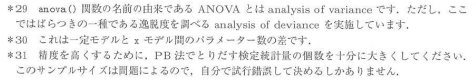 *29 anova() 関数の名前の由来である ANOVA とは analysis of variance です．ただし，ここ
ではばらつきの一種である逸脱度を調べる analysis of deviance を実施しています．
*30 これは一定モデルと x モデル間のパラメーター数の差です．
*31 精度を高くするために，PB 法でとりだす検定統計量の個数を十分に大きくしてください．
このサンプルサイズは問題によるので，自分で試行錯誤して決めるしかありません．